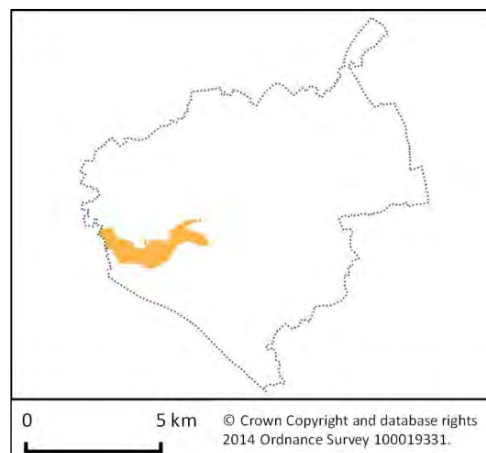 0 5 km
© Crown Copyright and database rights
2014 Ordnance Survey 100019331.